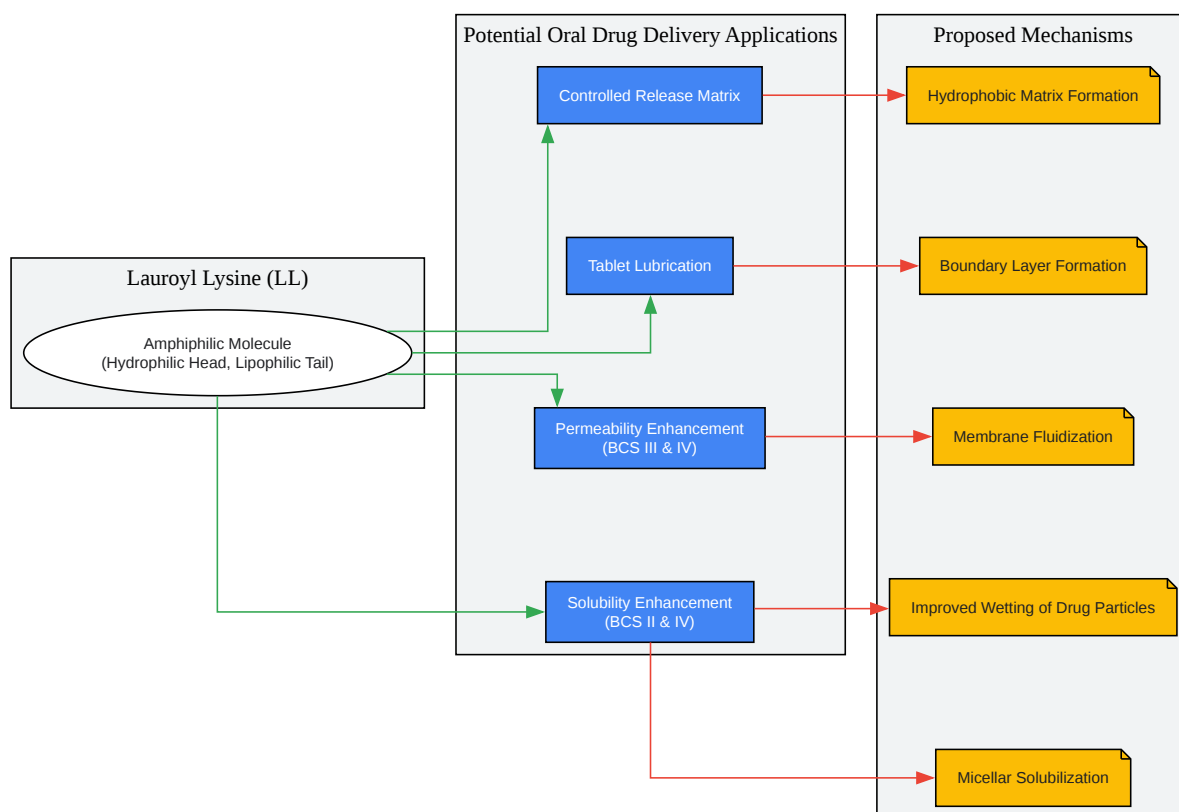 Potential Oral Drug Delivery Applications
Proposed Mechanisms
Controlled Release Matrix
Hydrophobic Matrix Formation
Tablet Lubrication
Boundary Layer Formation
Lauroyl Lysine (LL)
Amphiphilic Molecule
(Hydrophilic Head, Lipophilic Tail)
Permeability Enhancement
(BCS III & IV)
Membrane Fluidization
Solubility Enhancement
(BCS II & IV)
Improved Wetting of Drug Particles
Micellar Solubilization